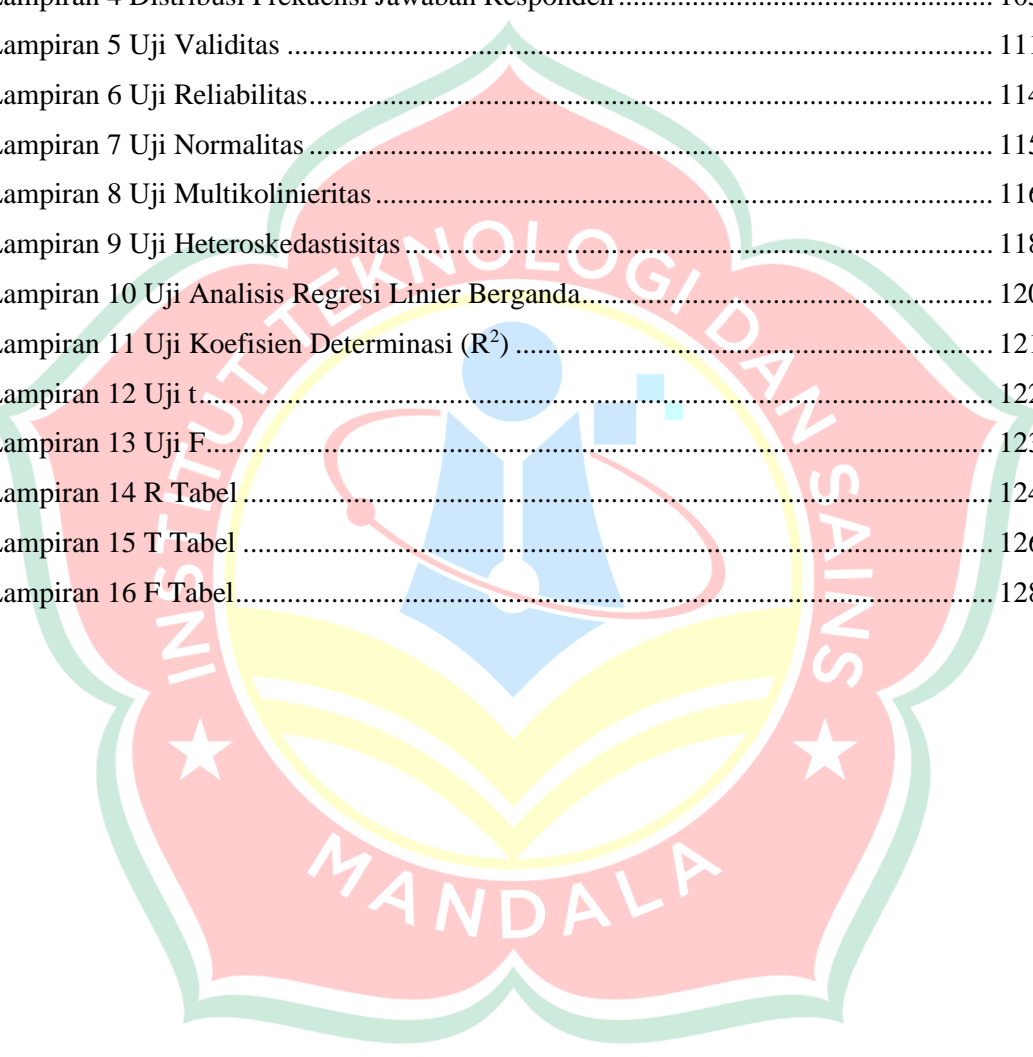 Lampiran 4 Distribusi Frekuensi Jawaban Responden
Lampiran 5 Uji Validitas ........ 111
Lampiran 6 Uji Reliabilitas ........ 114
Lampiran 7 Uji Normalitas ........ 115
Lampiran 8 Uji Multikolinieritas ........ 116
Lampiran 9 Uji Heteroskedastisitas ........ 118
Lampiran 10 Uji Analisis Regresi Linier Berganda ........ 120
Lampiran 11 Uji Koefisien Determinasi (R²) ........ 121
Lampiran 12 Uji t ........ 122
Lampiran 13 Uji F ........ 123
Lampiran 14 R Tabel ........ 124
Lampiran 15 T Tabel ........ 126
Lampiran 16 F Tabel ........ 128
INSTITUT TEKNOLOGI DAN SAINS
MANDALA